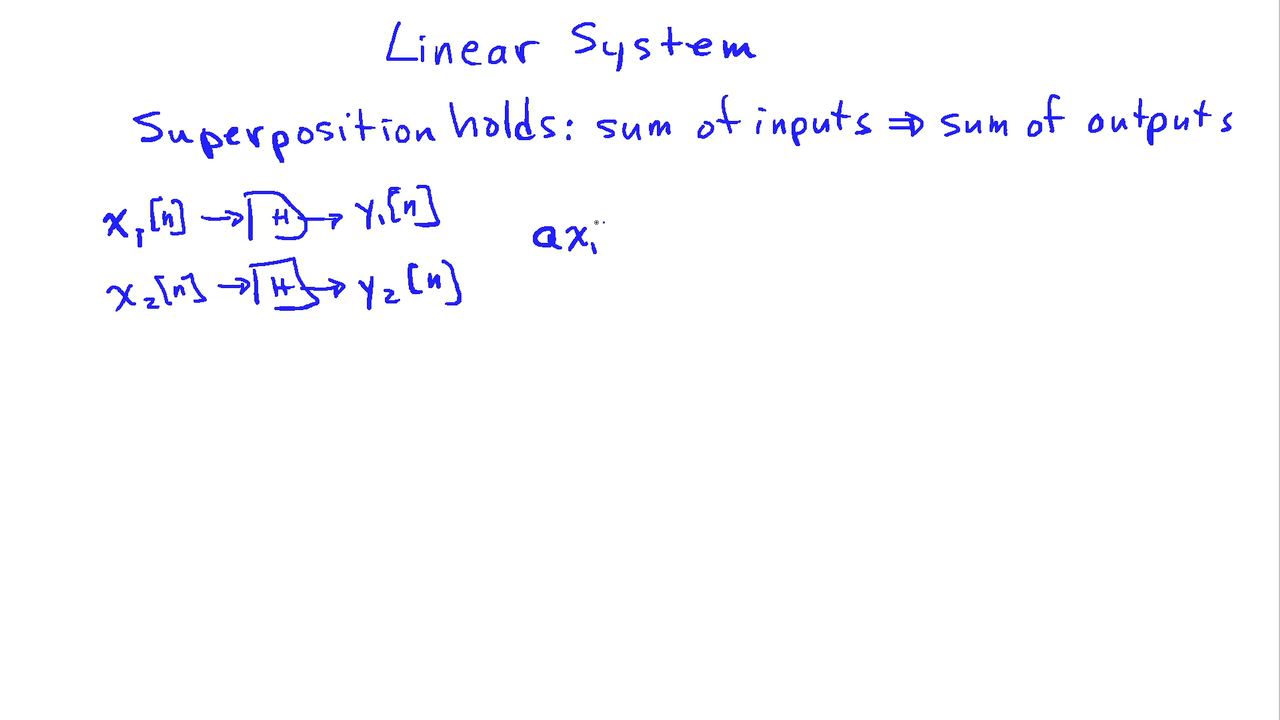 Linear System
Superposition holds: sum of inputs ⇒ sum of outputs
x₁[n] → H → y₁[n]
ax₁
x₂[n] → H → y₂[n]